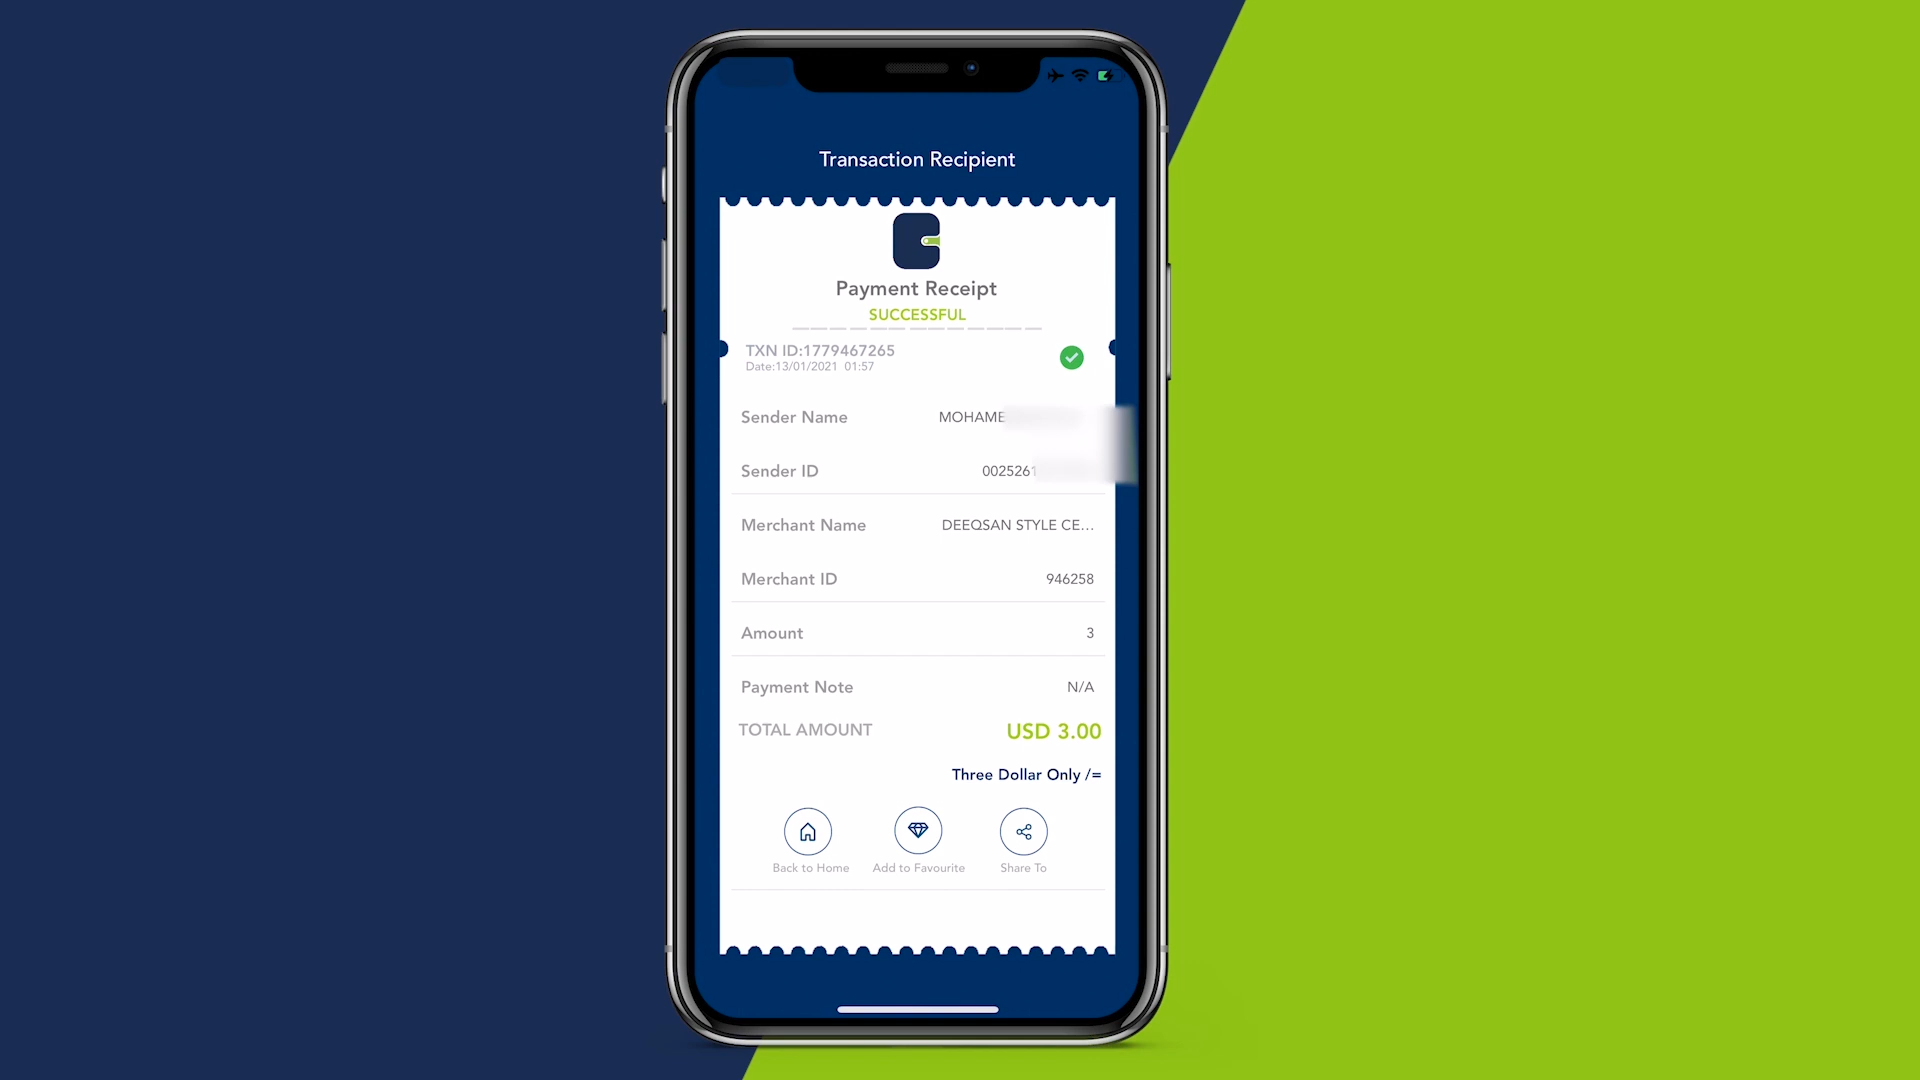 Transaction Recipient
Payment Receipt
SUCCESSFUL
TXN ID:1779467265
Date:13/01/2021 01:57
Sender Name MOHAME
Sender ID 0025261
Merchant Name DEEQSAN STYLE CE...
Merchant ID 946258
Amount 3
Payment Note N/A
TOTAL AMOUNT USD 3.00
Three Dollar Only /=
Back to Home Add to Favourite Share To